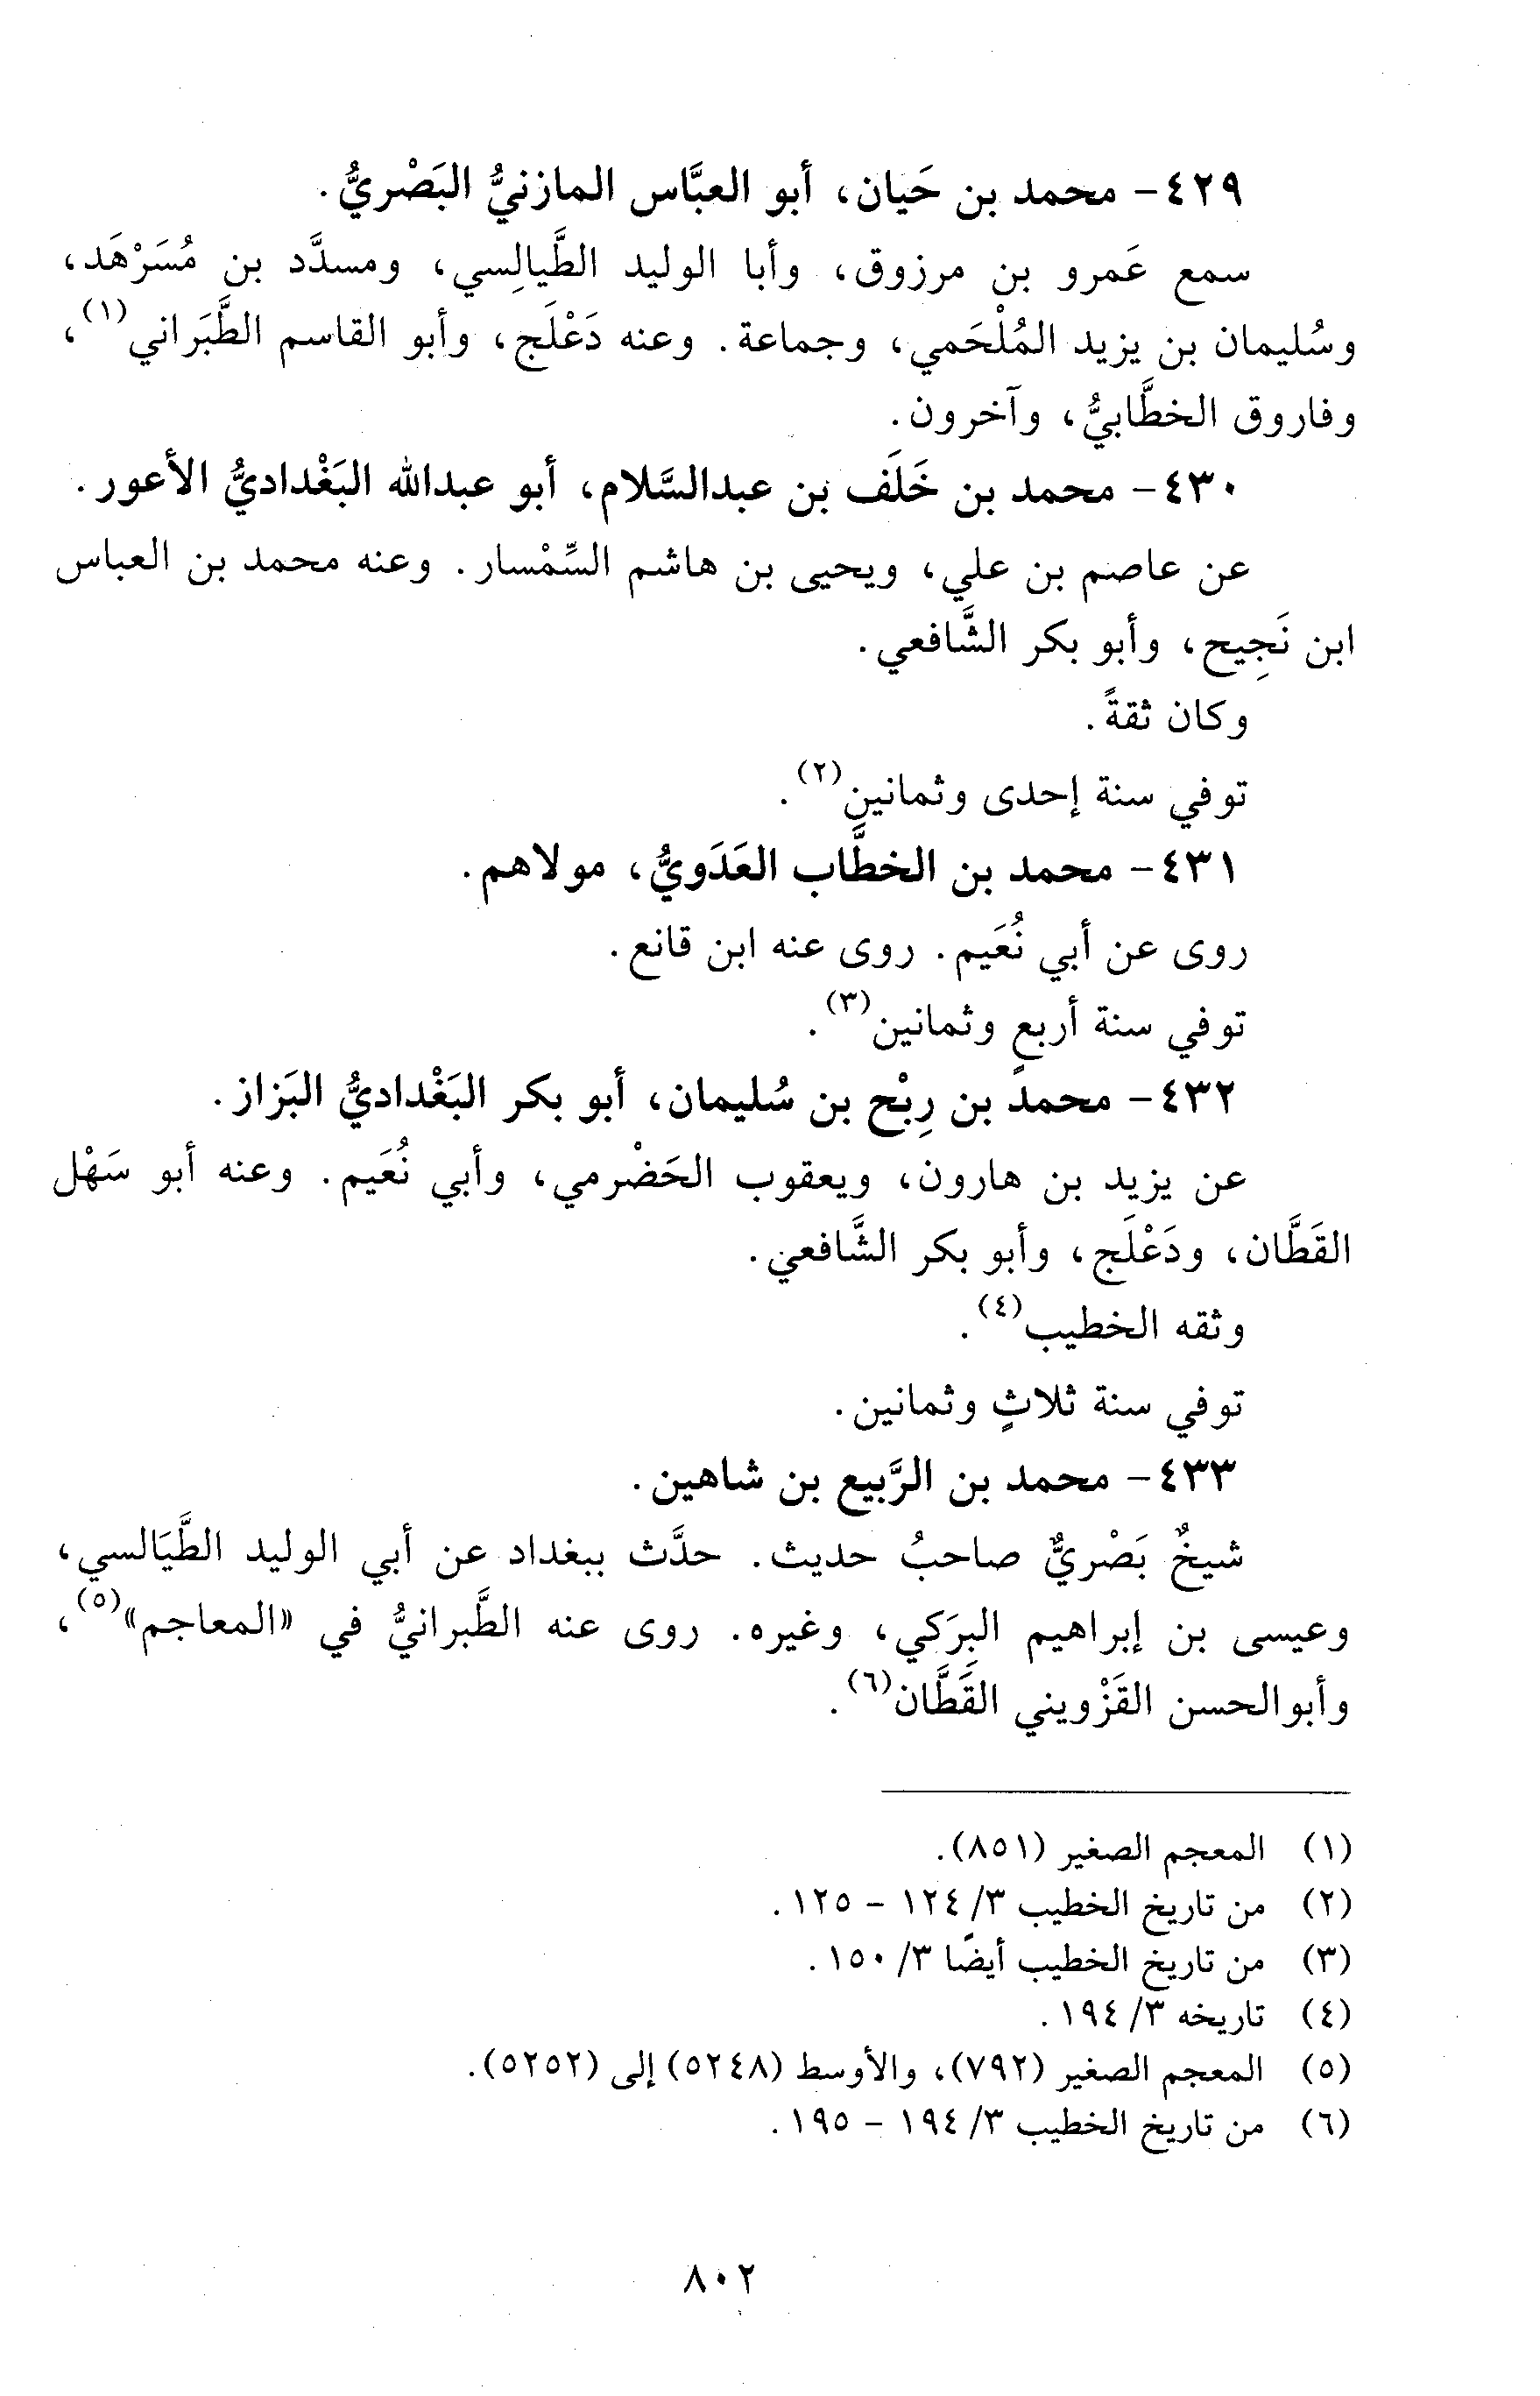 ٤٢٩- محمد بن حَيان، أبو العبَّاس المازنيُّ البَصْريُّ.
سمع عَمرو بن مرزوق، وأبا الوليد الطَّيالِسي، ومسدَّد بن مُسَرْهَد،
وسُليمان بن يزيد المُلْحَمي، وجماعة. وعنه دَعْلَج، وأبو القاسم الطَّبَراني(١)،
وفاروق الخطَّابيُّ، وآخرون.
٤٣٠- محمد بن خَلَف بن عبدالسَّلام، أبو عبدالله البَغْداديُّ الأعور.
عن عاصم بن علي، ويحيى بن هاشم السِّمْسار. وعنه محمد بن العباس
ابن نَجِيح، وأبو بكر الشَّافعي.
وكان ثقةً.
توفي سنة إحدى وثمانين(٢).
٤٣١- محمد بن الخطَّاب العَدَويُّ، مولاهم.
روى عن أبي نُعَيم. روى عنه ابن قانع.
توفي سنة أربعٍ وثمانين(٣).
٤٣٢- محمد بن رِبْح بن سُليمان، أبو بكر البَغْداديُّ البَزاز.
عن يزيد بن هارون، ويعقوب الحَضْرمي، وأبي نُعَيم. وعنه أبو سَهْل
القَطَّان، ودَعْلَج، وأبو بكر الشَّافعي.
وثقه الخطيب(٤).
توفي سنة ثلاثٍ وثمانين.
٤٣٣- محمد بن الرَّبيع بن شاهين.
شيخٌ بَصْريٌّ صاحبُ حديث. حدَّث ببغداد عن أبي الوليد الطَّيَالسي،
وعيسى بن إبراهيم البِرَكي، وغيره. روى عنه الطَّبرانيُّ في «المعاجم»(٥)،
وأبوالحسن القَزْويني القَطَّان(٦).
(١) المعجم الصغير (٨٥١).
(٢) من تاريخ الخطيب ٣/ ١٢٤ - ١٢٥.
(٣) من تاريخ الخطيب أيضًا ٣/ ١٥٠.
(٤) تاريخه ٣/ ١٩٤.
(٥) المعجم الصغير (٧٩٢)، والأوسط (٥٢٤٨) إلى (٥٢٥٢).
(٦) من تاريخ الخطيب ٣/ ١٩٤ - ١٩٥.
٨٠٢